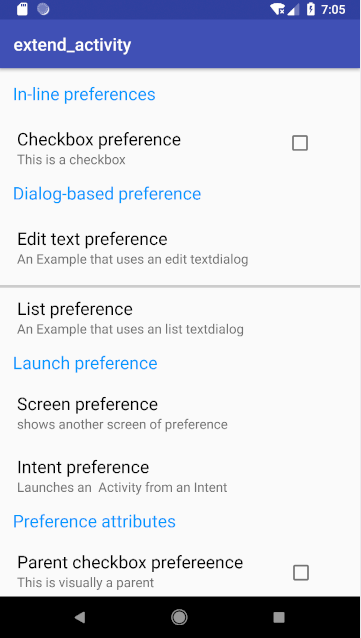 7:05
extend_activity
In-line preferences
Checkbox preference
This is a checkbox
Dialog-based preference
Edit text preference
An Example that uses an edit textdialog
List preference
An Example that uses an list textdialog
Launch preference
Screen preference
shows another screen of preference
Intent preference
Launches an  Activity from an Intent
Preference attributes
Parent checkbox prefereence
This is visually a parent